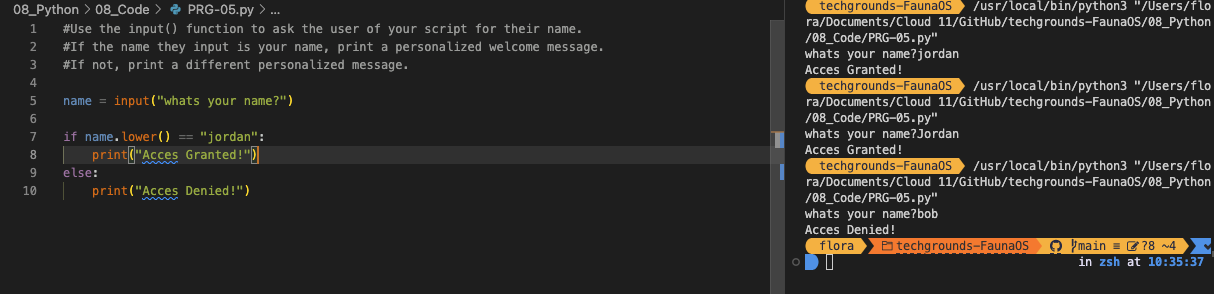 08_Python > 08_Code > PRG-05.py > ...
1 #Use the input() function to ask the user of your script for their name.
2 #If the name they input is your name, print a personalized welcome message.
3 #If not, print a different personalized message.
4
5 name = input("whats your name?")
6
7 if name.lower() == "jordan":
8 print("Acces Granted!")
9 else:
10 print("Acces Denied!")
techgrounds-FaunaOS /usr/local/bin/python3 "/Users/flo
ra/Documents/Cloud 11/GitHub/techgrounds-FaunaOS/08_Python
/08_Code/PRG-05.py"
whats your name?jordan
Acces Granted!
techgrounds-FaunaOS /usr/local/bin/python3 "/Users/flo
ra/Documents/Cloud 11/GitHub/techgrounds-FaunaOS/08_Python
/08_Code/PRG-05.py"
whats your name?Jordan
Acces Granted!
techgrounds-FaunaOS /usr/local/bin/python3 "/Users/flo
ra/Documents/Cloud 11/GitHub/techgrounds-FaunaOS/08_Python
/08_Code/PRG-05.py"
whats your name?bob
Acces Denied!
flora techgrounds-FaunaOS main ≡ ?8 ~4
in zsh at 10:35:37